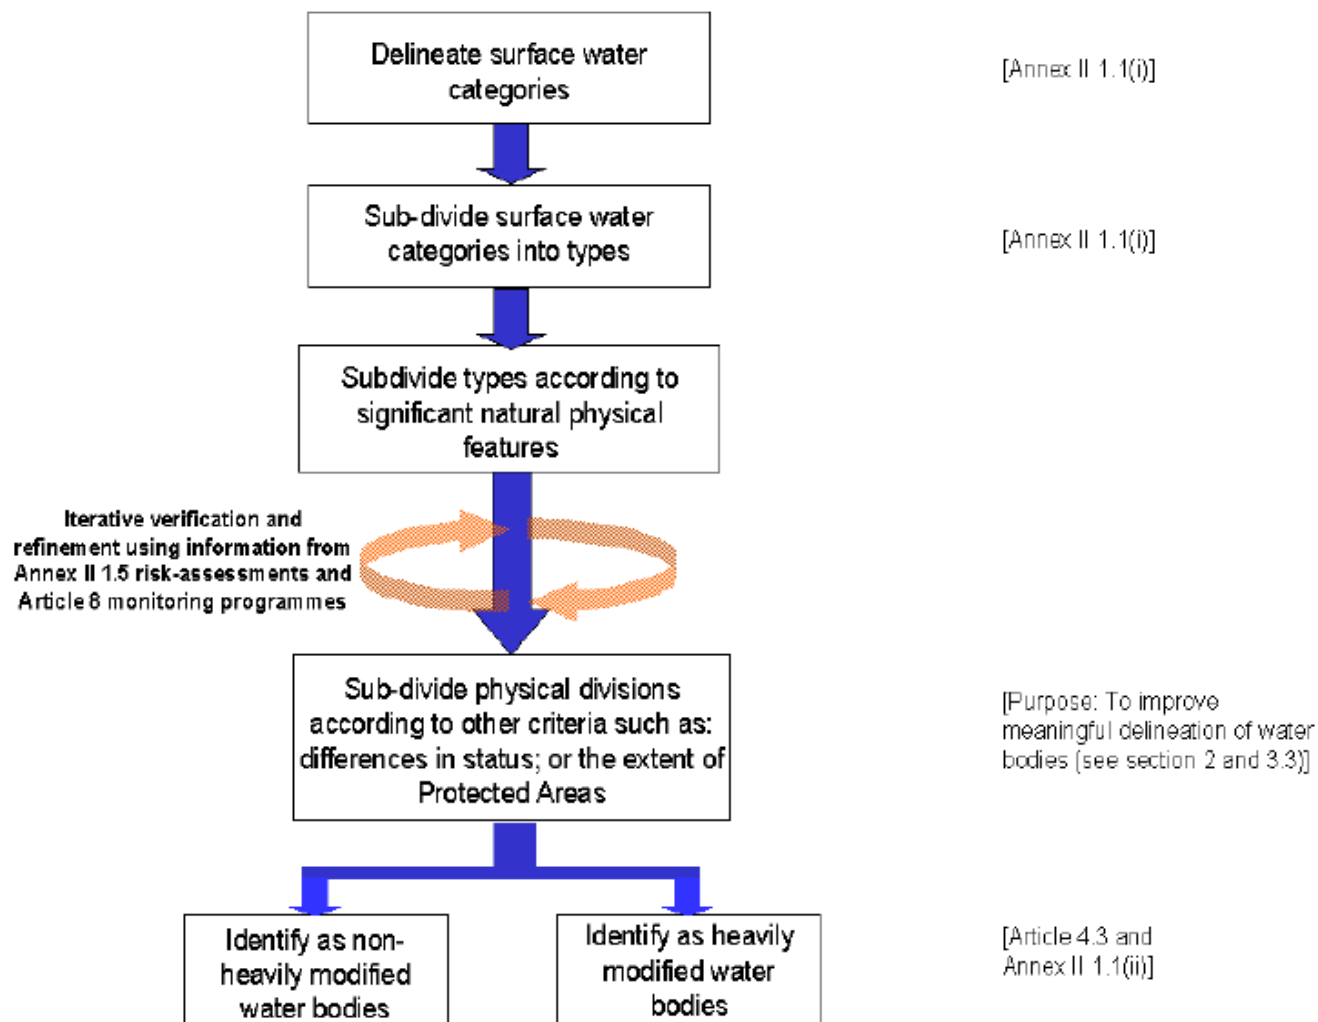 Delineate surface water
categories
[Annex II 1.1(i)]
Sub-divide surface water
categories into types
[Annex II 1.1(i)]
Subdivide types according to
significant natural physical
features
Iterative verification and
refinement using information from
Annex II 1.5 risk-assessments and
Article 8 monitoring programmes
Sub-divide physical divisions
according to other criteria such as:
differences in status; or the extent of
Protected Areas
[Purpose: To improve
meaningful delineation of water
bodies (see section 2 and 3.3)]
Identify as non-
heavily modified
water bodies
Identify as heavily
modified water
bodies
[Article 4.3 and
Annex II 1.1(ii)]